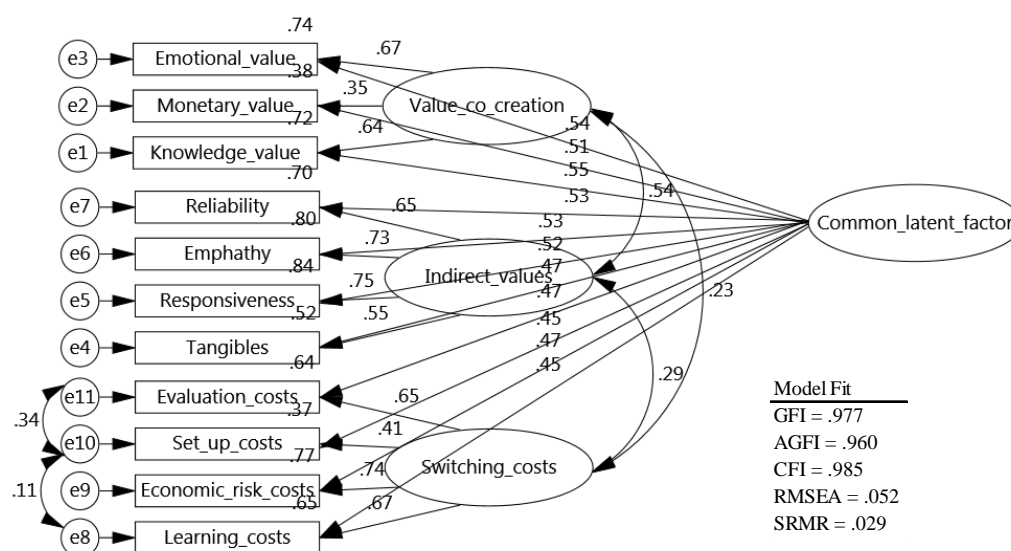 .74
e3
Emotional_value
.67
.38
e2
Monetary_value
.35
Value_co_creation
.72
.64
e1
Knowledge_value
.54
.51
.55
.54
.70
.53
e7
Reliability
.65
.53
Common_latent_factor
.80
.73
.52
e6
Emphathy
.84
.47
Indirect_values
.75
e5
Responsiveness
.47
.23
.52
.55
.45
e4
Tangibles
.47
.64
.45
.29
e11
Evaluation_costs
.65
.37
.34
e10
Set_up_costs
.41
.77
.74
Switching_costs
e9
Economic_risk_costs
.11
.65
.67
e8
Learning_costs
Model Fit
GFI = .977
AGFI = .960
CFI = .985
RMSEA = .052
SRMR = .029